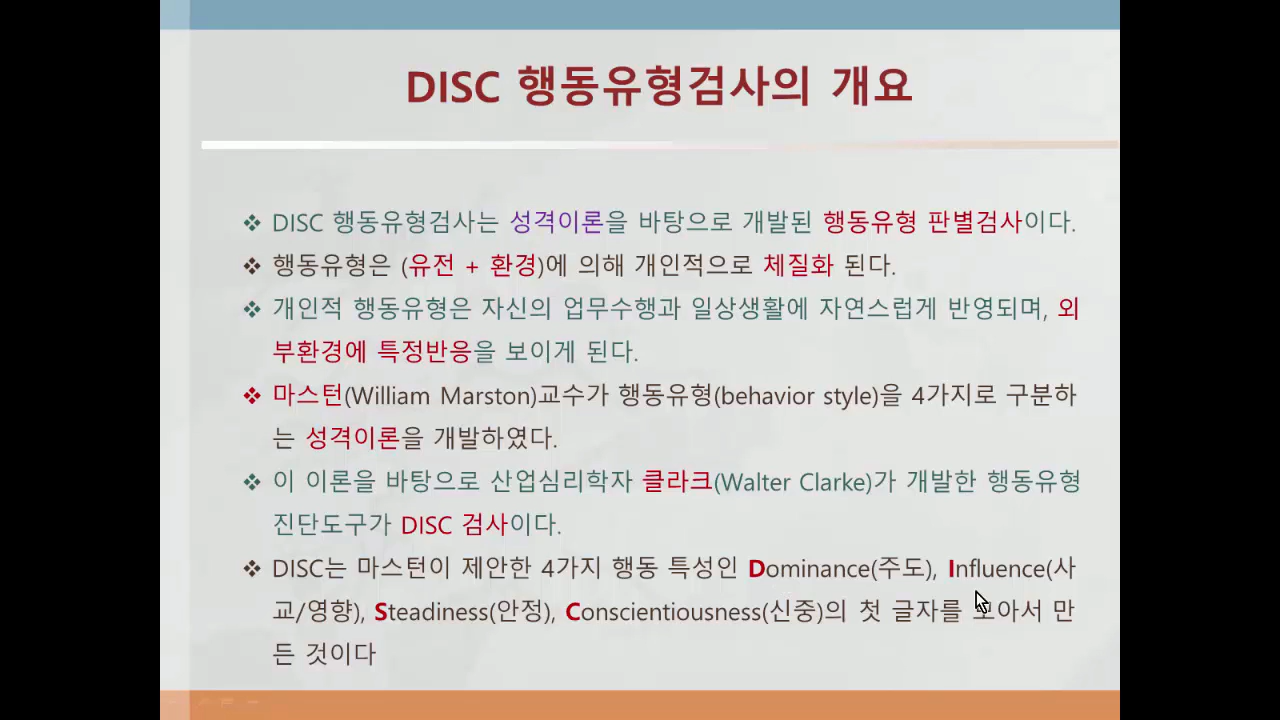 DISC 행동유형검사의 개요
❖ DISC 행동유형검사는 성격이론을 바탕으로 개발된 행동유형 판별검사이다.
❖ 행동유형은 (유전 + 환경)에 의해 개인적으로 체질화 된다.
❖ 개인적 행동유형은 자신의 업무수행과 일상생활에 자연스럽게 반영되며, 외
부환경에 특정반응을 보이게 된다.
❖ 마스턴(William Marston)교수가 행동유형(behavior style)을 4가지로 구분하
는 성격이론을 개발하였다.
❖ 이 이론을 바탕으로 산업심리학자 클라크(Walter Clarke)가 개발한 행동유형
진단도구가 DISC 검사이다.
❖ DISC는 마스턴이 제안한 4가지 행동 특성인 Dominance(주도), Influence(사
교/영향), Steadiness(안정), Conscientiousness(신중)의 첫 글자를 모아서 만
든 것이다